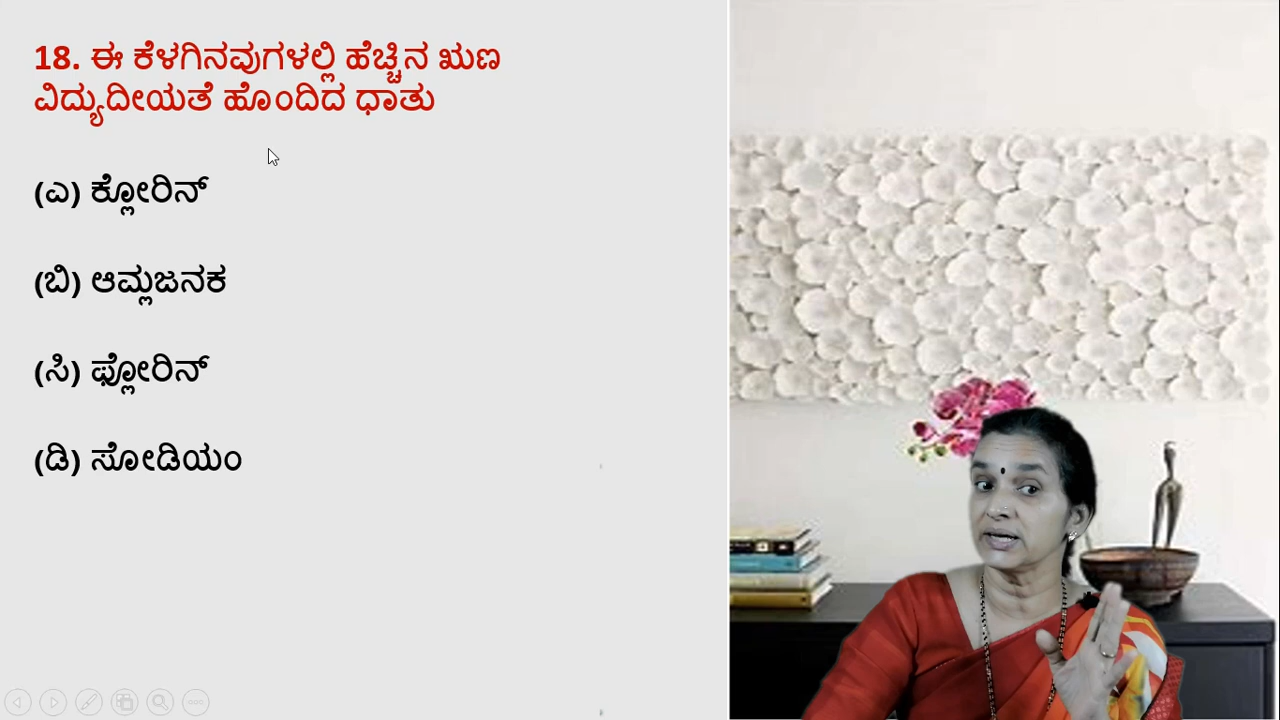 18. ಈ ಕೆಳಗಿನವುಗಳಲ್ಲಿ ಹೆಚ್ಚಿನ ಋಣ
ವಿದ್ಯುದೀಯತೆ ಹೊಂದಿದ ಧಾತು
(ಎ) ಕ್ಲೋರಿನ್
(ಬಿ) ಆಮ್ಲಜನಕ
(ಸಿ) ಫ್ಲೋರಿನ್
(ಡಿ) ಸೋಡಿಯಂ